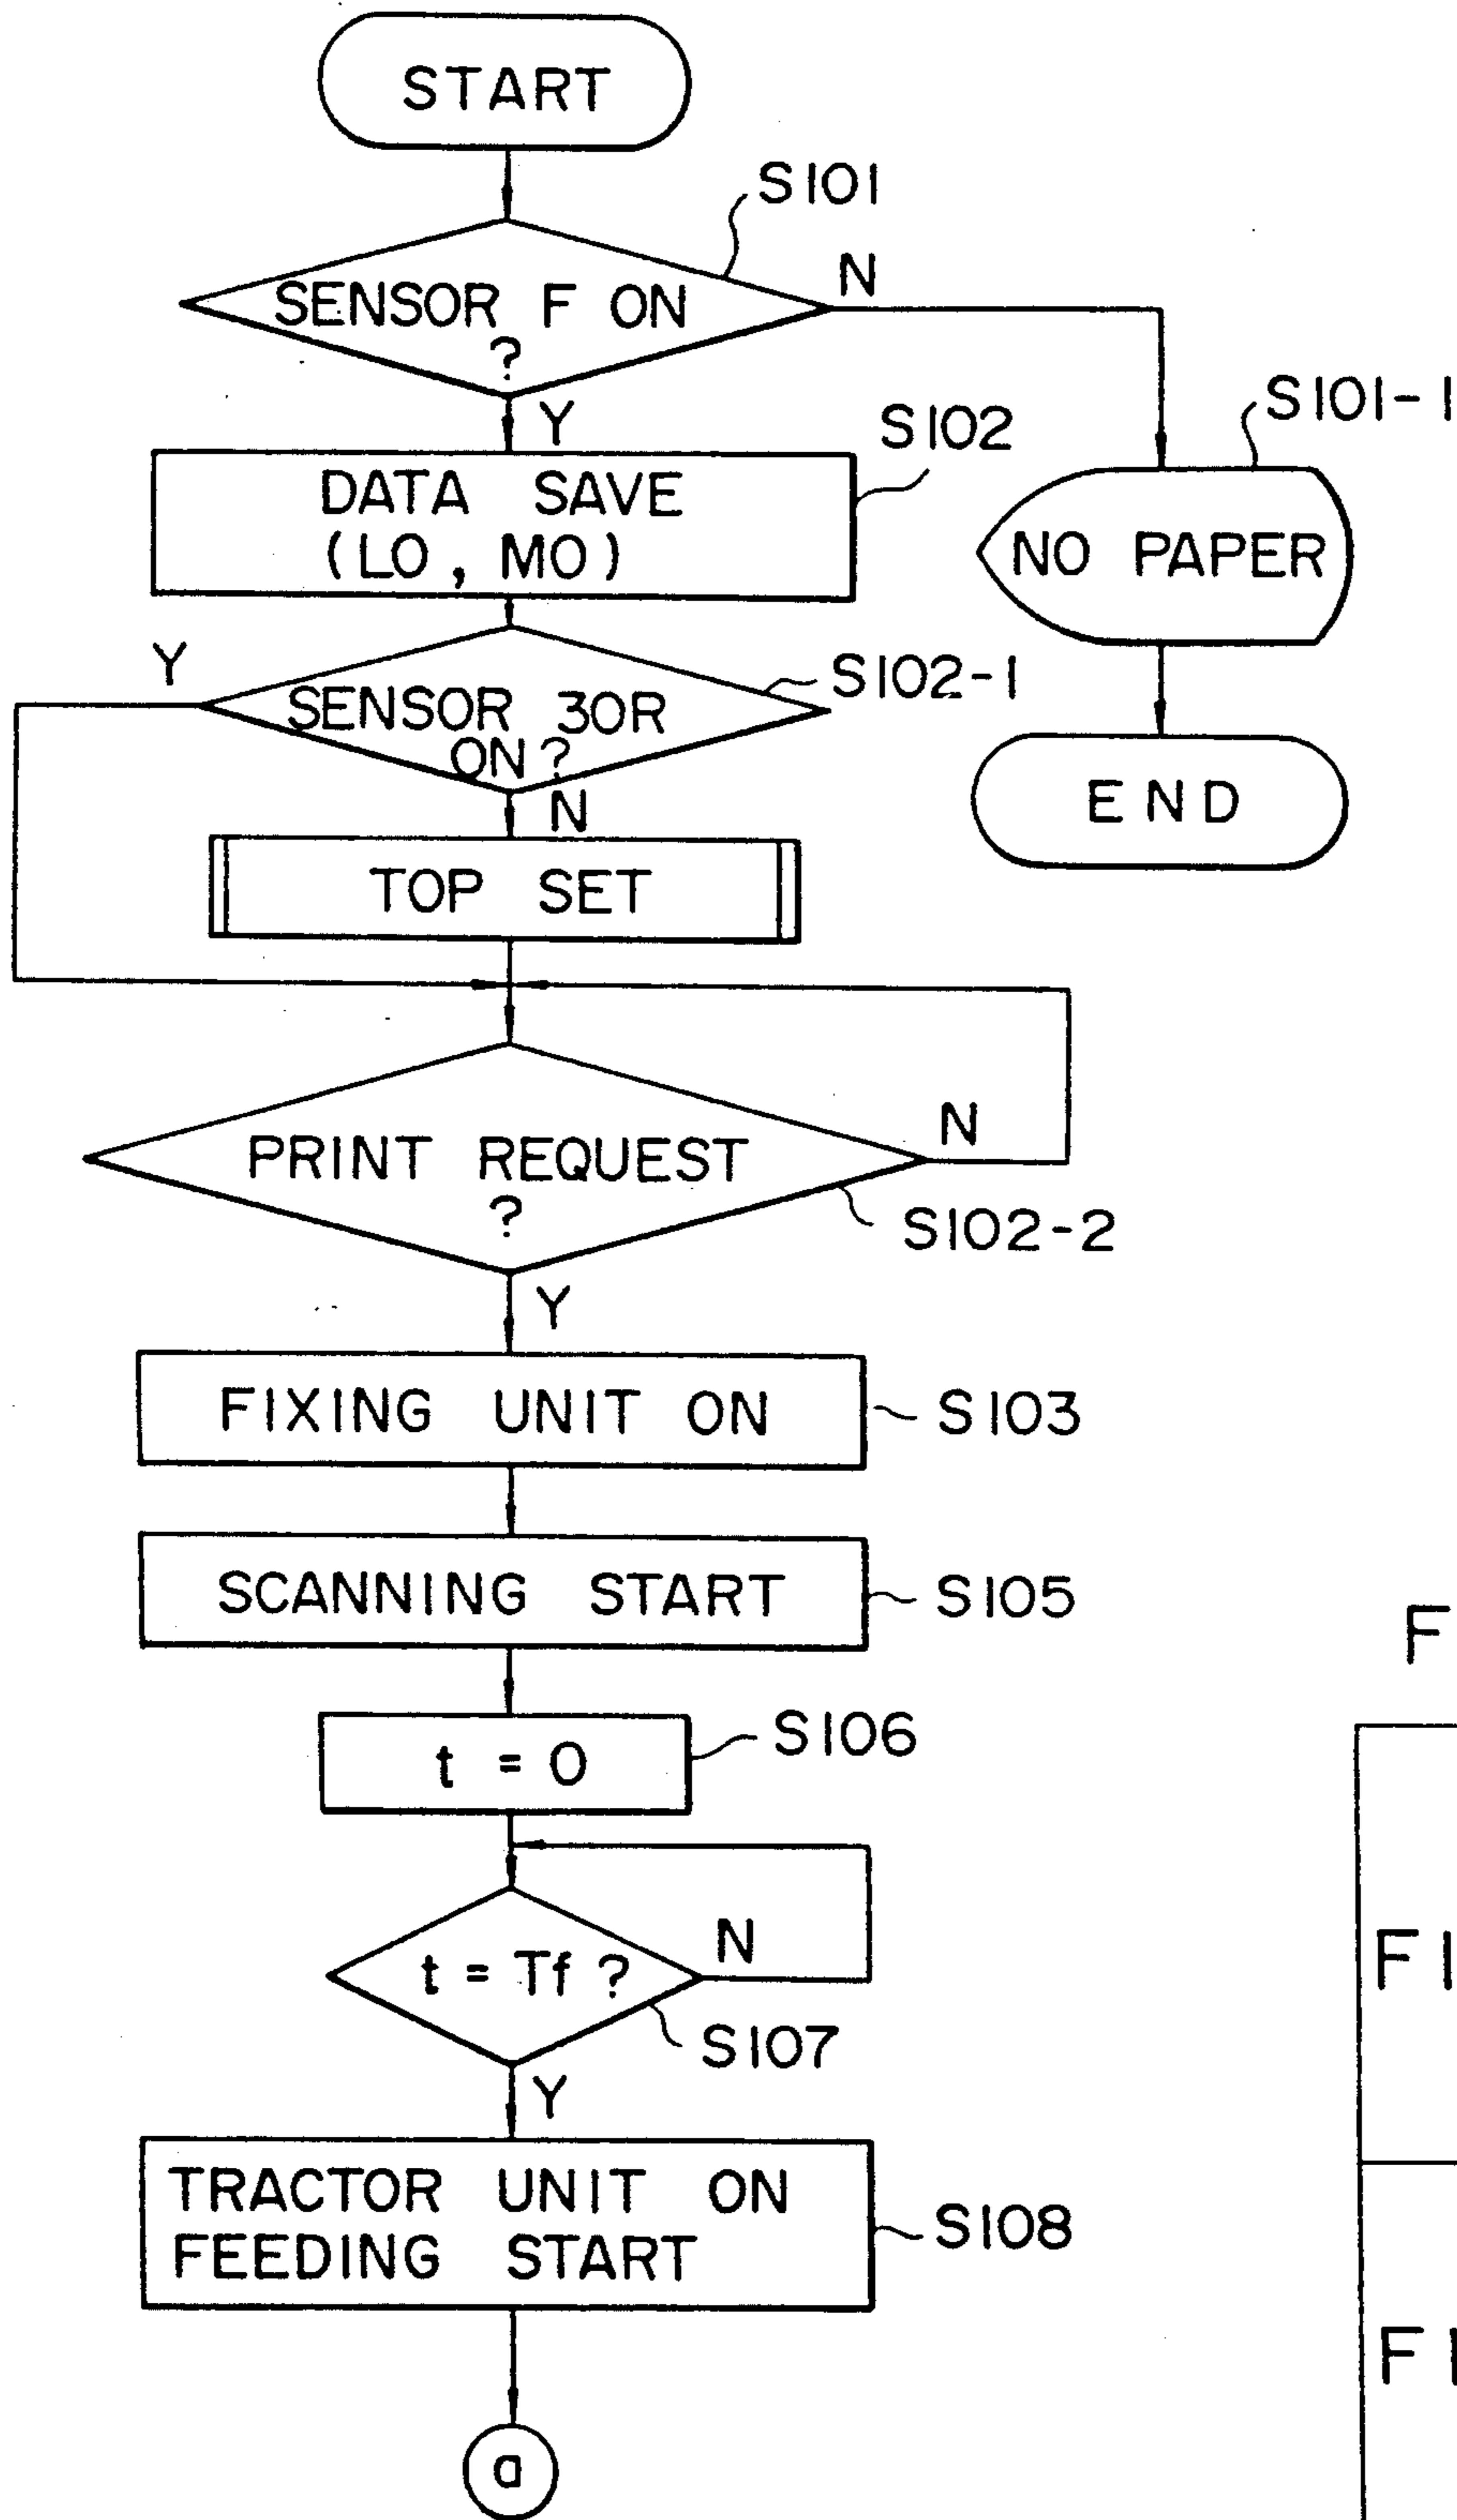 START
S101
N
SENSOR F ON
?
Y
S101-1
S102
DATA SAVE
(LO, MO)
NO PAPER
Y
S102-1
SENSOR 30R
ON?
N
END
TOP SET
N
PRINT REQUEST
?
S102-2
Y
FIXING UNIT ON
S103
SCANNING START
S105
F
t = 0
S106
N
t = Tf ?
FI
S107
Y
TRACTOR UNIT ON
FEEDING START
S108
FI
a